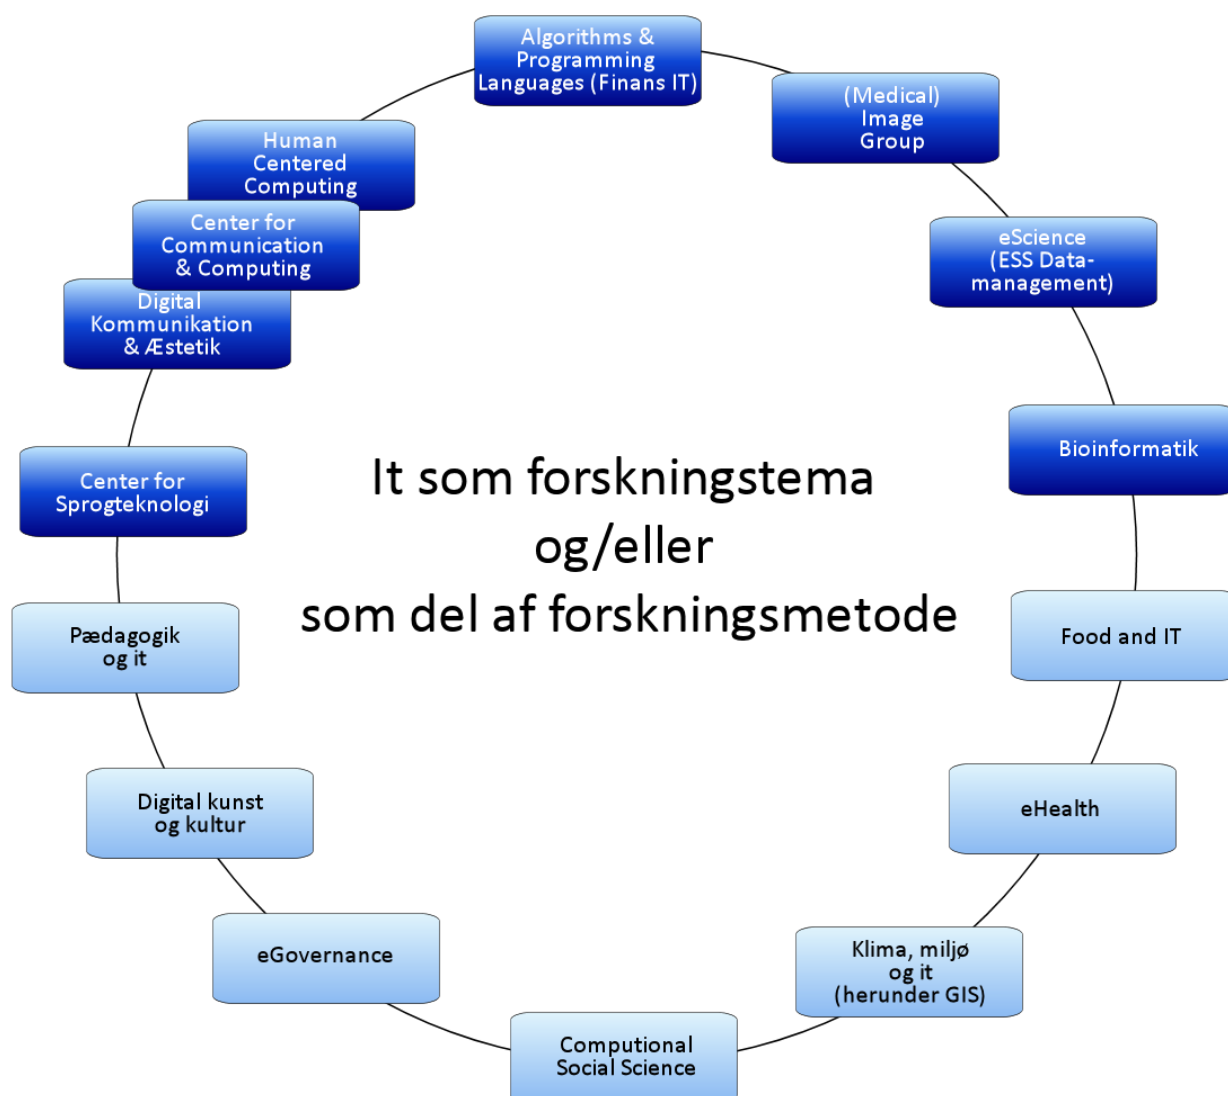 Algorithms &
Programming
Languages (Finans IT)
(Medical)
Image
Group
eScience
(ESS Data-
management)
Bioinformatik
Food and IT
eHealth
Klima, miljø
og it
(herunder GIS)
Computional
Social Science
eGovernance
Digital kunst
og kultur
Pædagogik
og it
Center for
Sprogteknologi
Digital
Kommunikation
& Æstetik
Center for
Communication
& Computing
Human
Centered
Computing
It som forskningstema
og/eller
som del af forskningsmetode